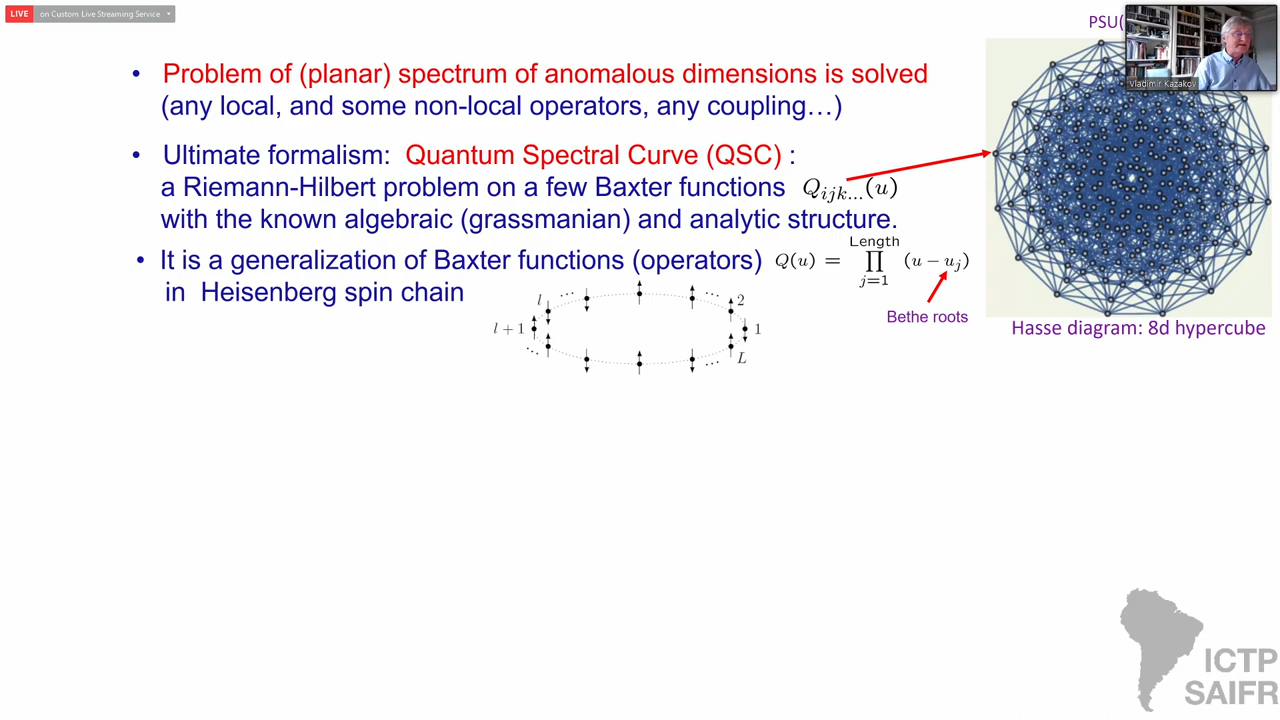 LIVE on Custom Live Streaming Service
PSU(
Vladimir Kazakov
• Problem of (planar) spectrum of anomalous dimensions is solved
(any local, and some non-local operators, any coupling…)
• Ultimate formalism: Quantum Spectral Curve (QSC) :
a Riemann-Hilbert problem on a few Baxter functions Q_{ijk...}(u)
with the known algebraic (grassmanian) and analytic structure.
• It is a generalization of Baxter functions (operators) Q(u) = ∏_{j=1}^{Length} (u − u_j)
in Heisenberg spin chain
Bethe roots
Hasse diagram: 8d hypercube
l ... ... 2
l + 1 1
... ... L
ICTP
SAIFR